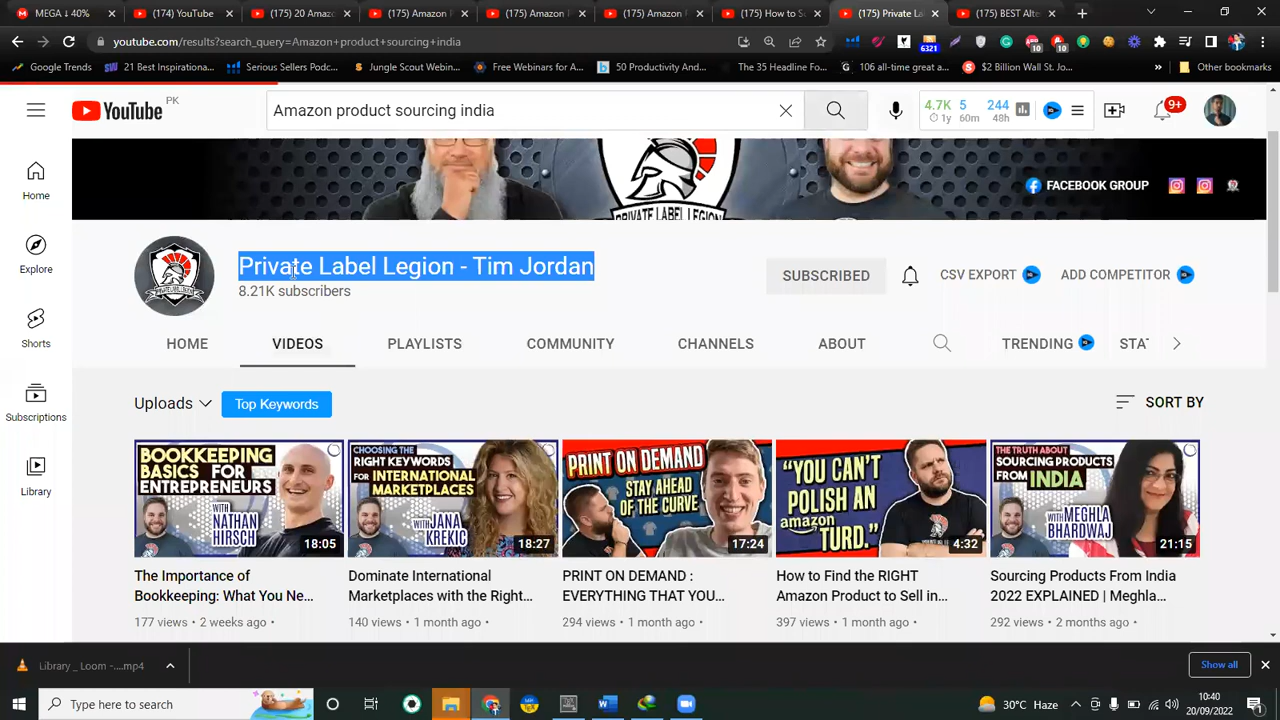 MEGA ↓ 40%
(174) YouTube
(175) 20 Amaz
(175) Amazon F
(175) Amazon F
(175) Amazon F
(175) How to So
(175) Private La
(175) BEST Alte
youtube.com/results?search_query=Amazon+product+sourcing+india
6321
10
10
Google Trends
21 Best Inspirationa...
Serious Sellers Podc...
Jungle Scout Webin...
Free Webinars for A...
50 Productivity And...
The 35 Headline Fo...
106 all-time great a...
$2 Billion Wall St. Jo...
»
Other bookmarks
YouTube PK
Amazon product sourcing india
4.7K 5 244
1y 60m 48h
9+
Home
Explore
Shorts
Subscriptions
Library
PRIVATE LABEL LEGION
FACEBOOK GROUP
Private Label Legion - Tim Jordan
8.21K subscribers
SUBSCRIBED
CSV EXPORT
ADD COMPETITOR
HOME
VIDEOS
PLAYLISTS
COMMUNITY
CHANNELS
ABOUT
TRENDING
STAT
Uploads
Top Keywords
SORT BY
BOOKKEEPING
BASICS FOR
ENTREPRENEURS
WITH
NATHAN
HIRSCH
18:05
CHOOSING THE
RIGHT KEYWORDS
FOR INTERNATIONAL
MARKETPLACES
WITH JANA
KREKIC
18:27
PRINT ON DEMAND
STAY AHEAD
OF THE CURVE
17:24
"YOU CAN'T
POLISH AN
amazon
TURD."
4:32
THE TRUTH ABOUT
SOURCING PRODUCTS
FROM INDIA
WITH MEGHLA
BHARDWAJ
21:15
The Importance of
Bookkeeping: What You Ne...
177 views • 2 weeks ago
Dominate International
Marketplaces with the Right...
140 views • 1 month ago
PRINT ON DEMAND :
EVERYTHING THAT YOU...
294 views • 1 month ago
How to Find the RIGHT
Amazon Product to Sell in...
397 views • 1 month ago
Sourcing Products From India
2022 EXPLAINED | Meghla...
292 views • 2 months ago
Library _ Loom -....mp4
Show all
Type here to search
30°C Haze
10:40
20/09/2022